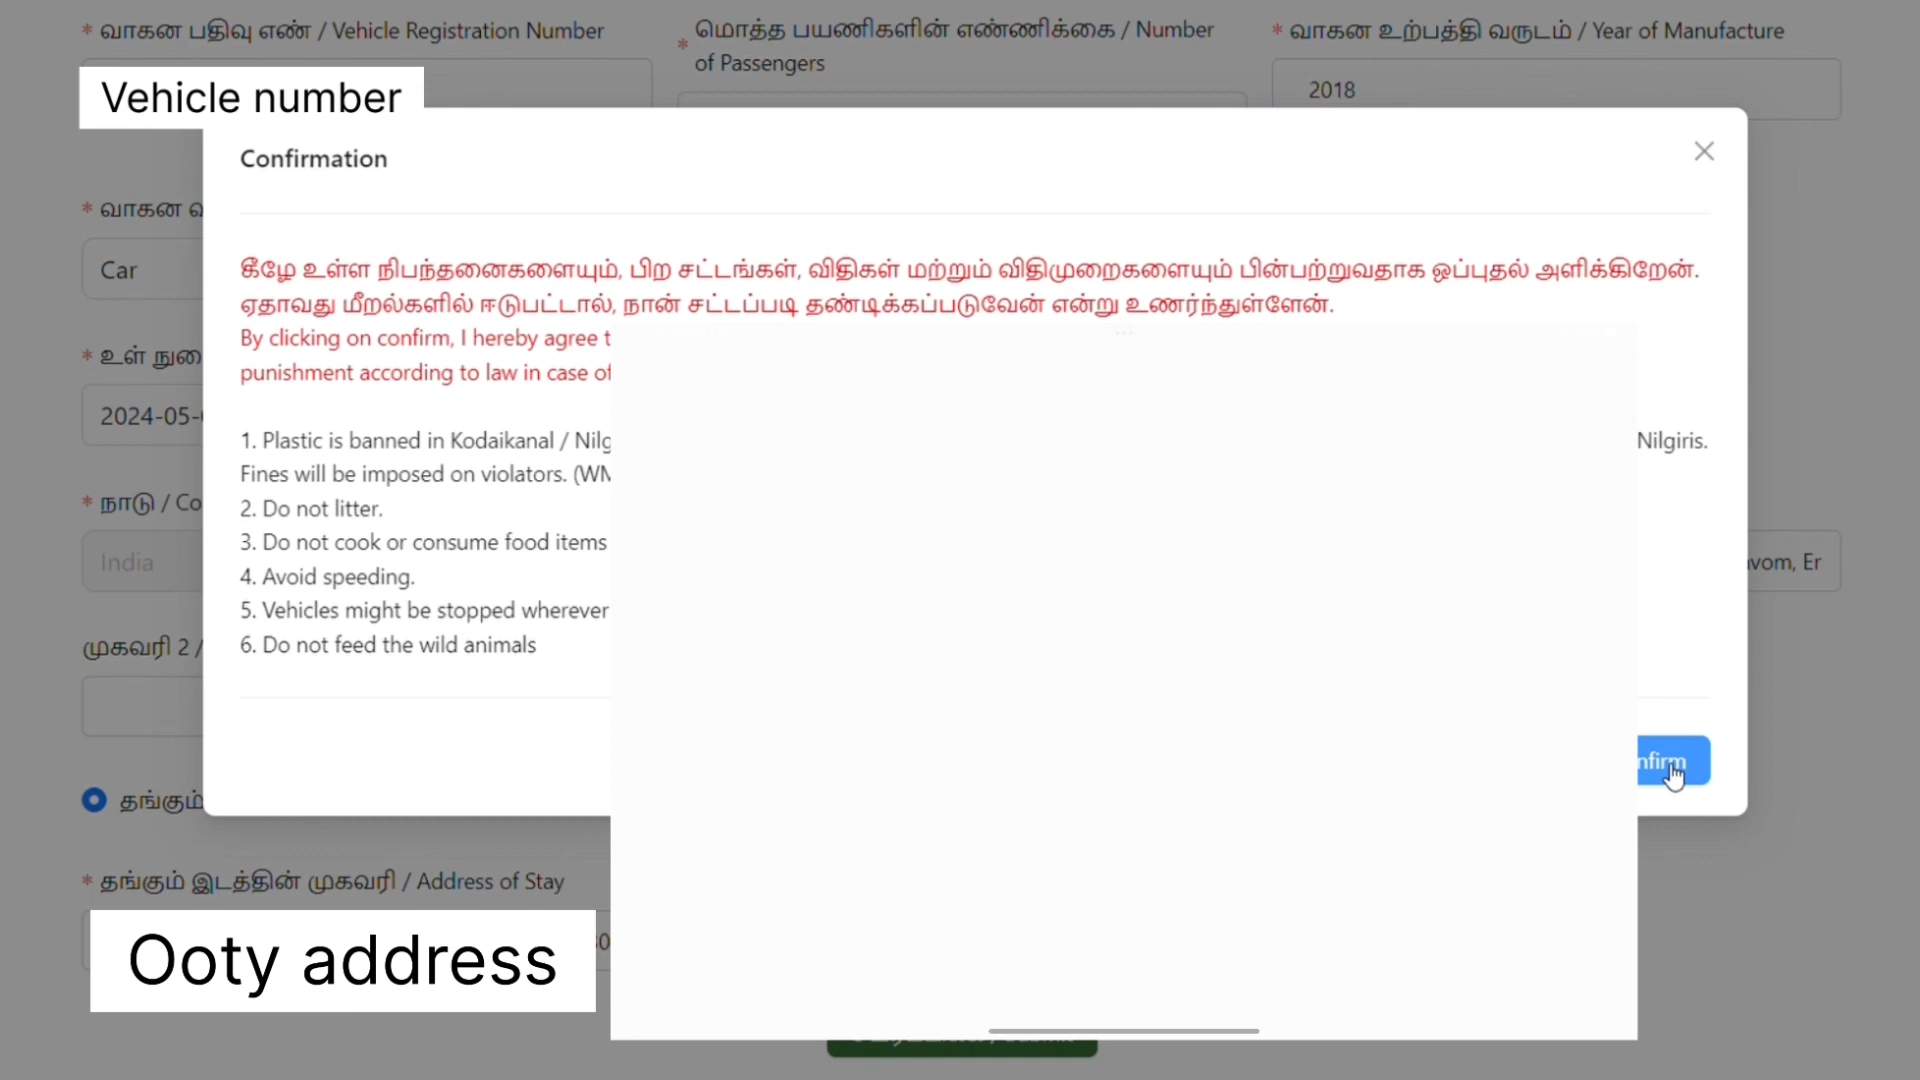 * வாகன பதிவு எண் / Vehicle Registration Number
* மொத்த பயணிகளின் எண்ணிக்கை / Number
of Passengers
* வாகன உற்பத்தி வருடம் / Year of Manufacture
Vehicle number
2018
Confirmation
* வாகன
Car
கீழே உள்ள நிபந்தனைகளையும், பிற சட்டங்கள், விதிகள் மற்றும் விதிமுறைகளையும் பின்பற்றுவதாக ஒப்புதல் அளிக்கிறேன்.
ஏதாவது மீறல்களில் ஈடுபட்டால், நான் சட்டப்படி தண்டிக்கப்படுவேன் என்று உணர்ந்துள்ளேன்.
By clicking on confirm, I hereby agree
* உள்
punishment according to law in case of
2024-05-
1. Plastic is banned in Kodaikanal / Nilg
Nilgiris.
Fines will be imposed on violators. (WM
* நாடு / Co
2. Do not litter.
3. Do not cook or consume food items
India
vom, Er
4. Avoid speeding.
5. Vehicles might be stopped wherever
முகவரி 2 /
6. Do not feed the wild animals
nfirm
தங்கும்
* தங்கும் இடத்தின் முகவரி / Address of Stay
Ooty address